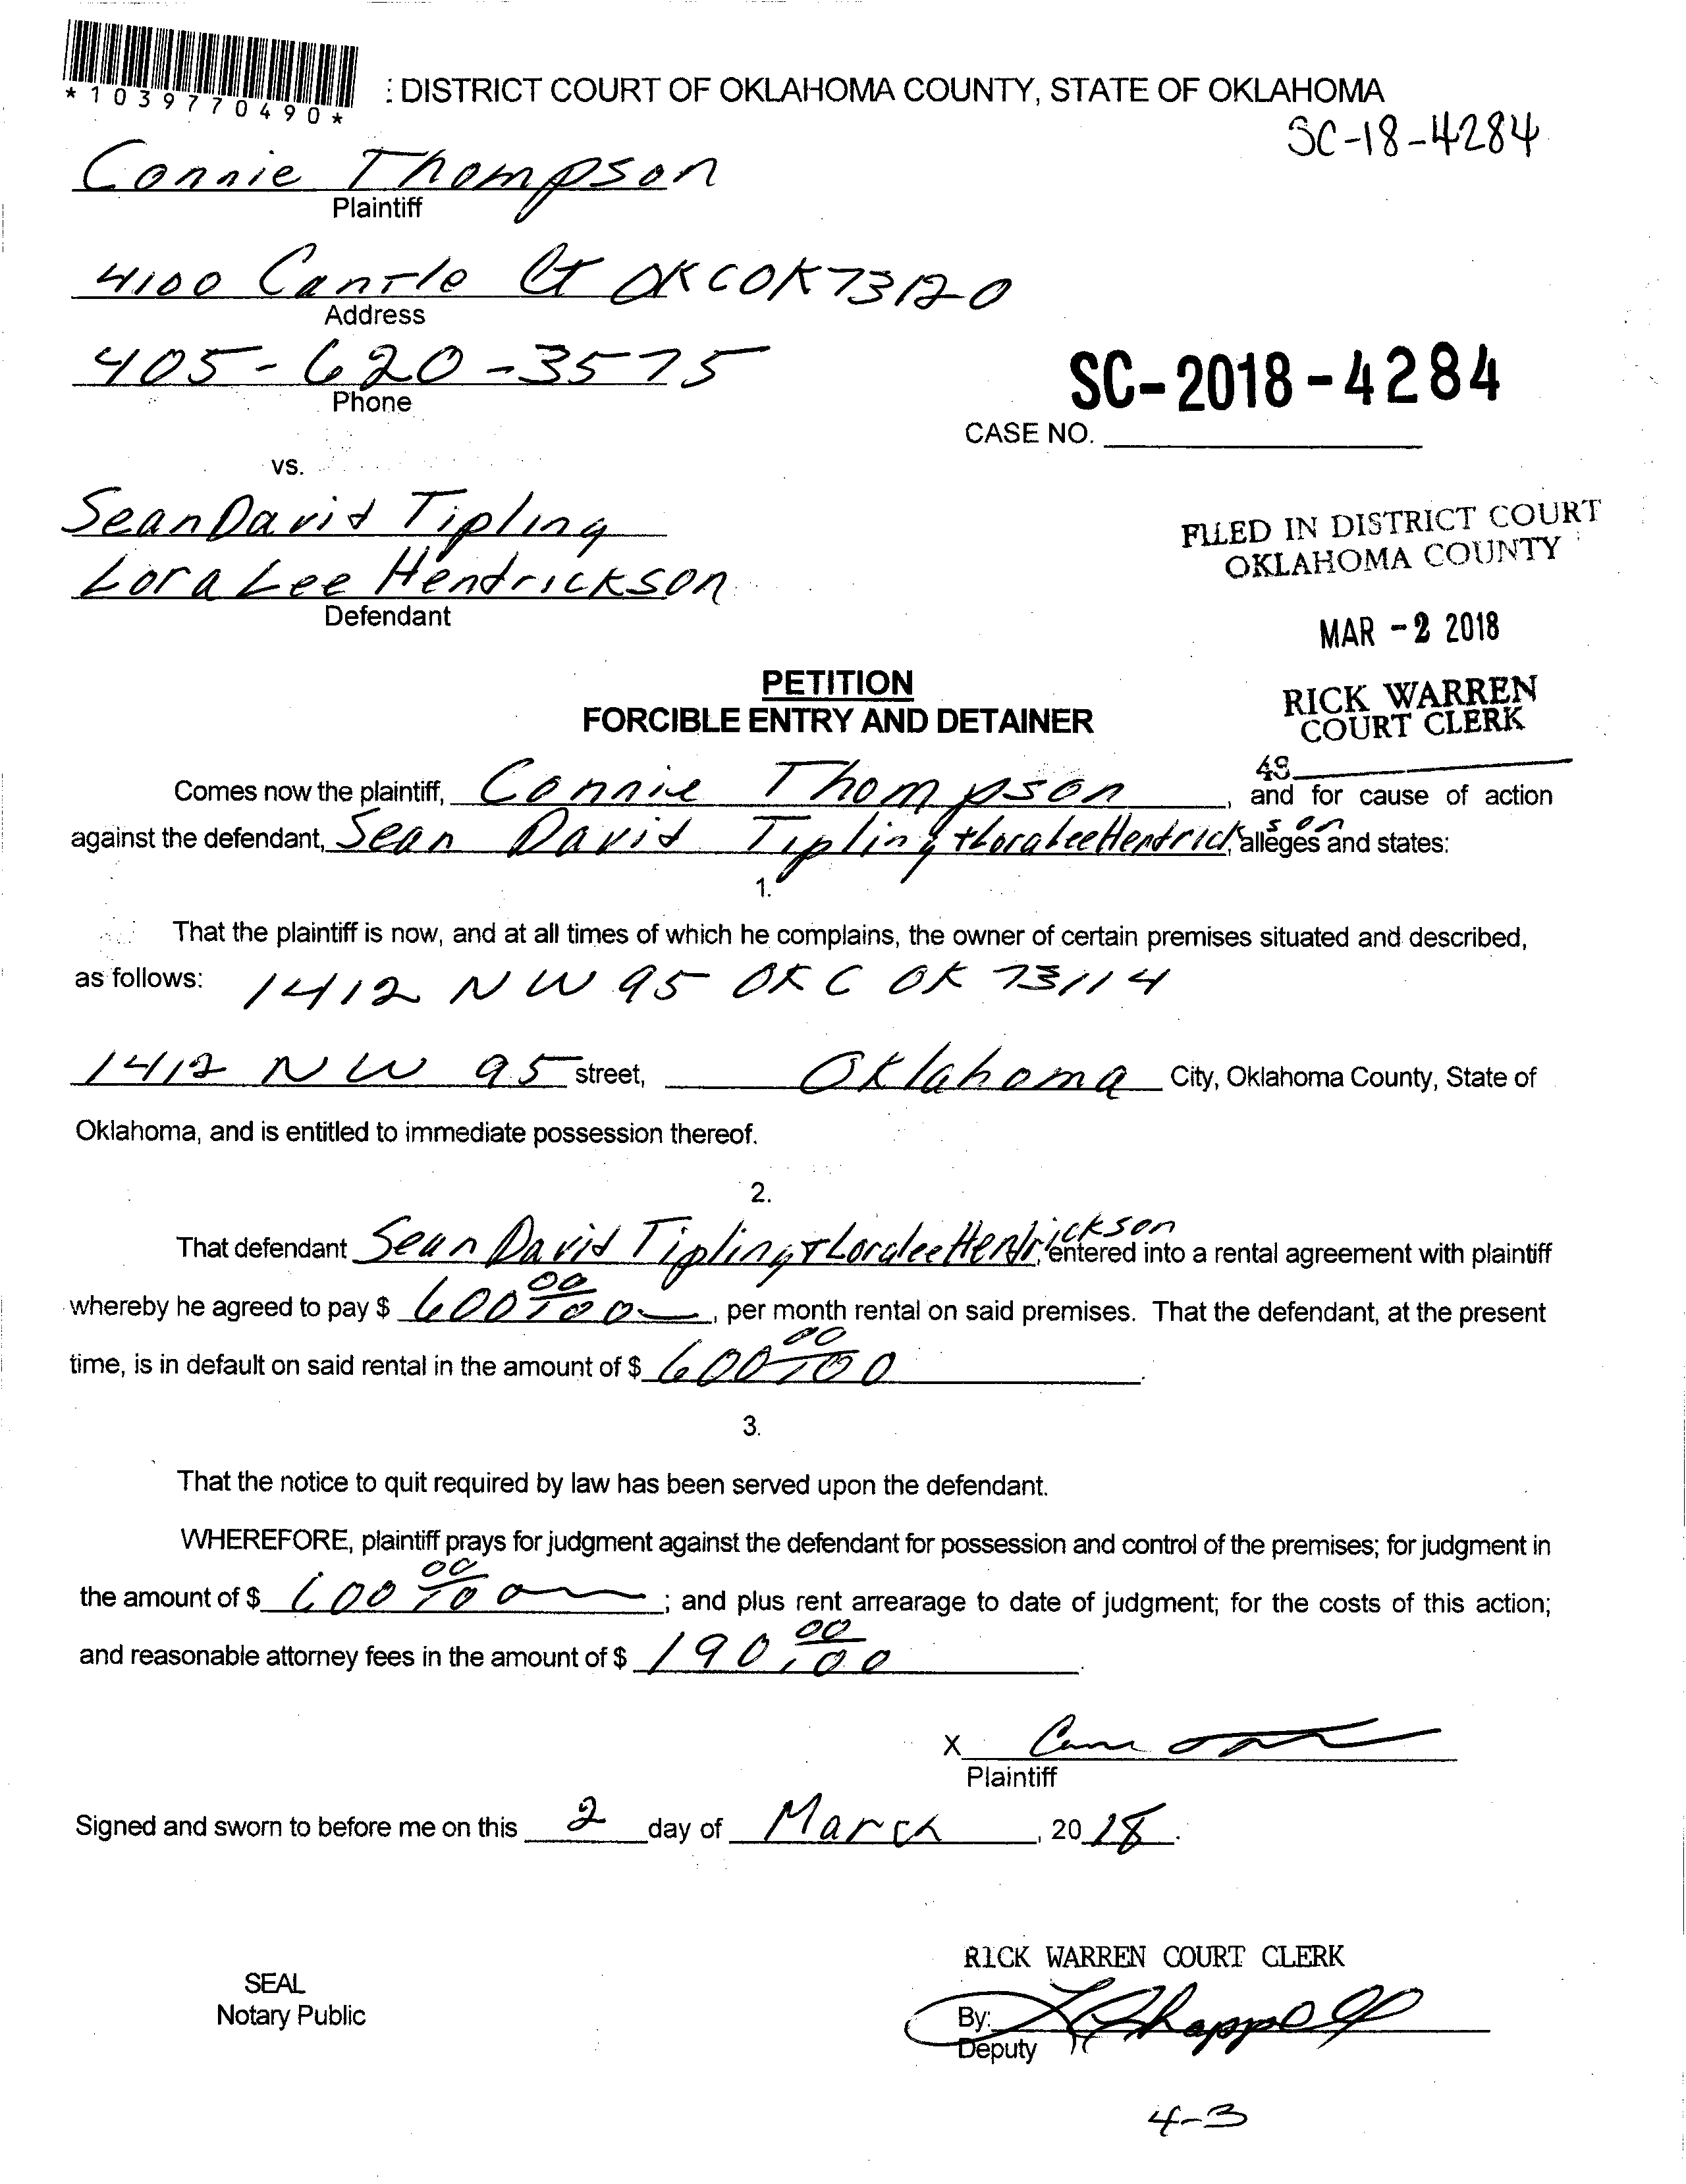 *1039770490*
: DISTRICT COURT OF OKLAHOMA COUNTY, STATE OF OKLAHOMA
SC-18-4284
Connie Thompson
Plaintiff
4100 Cantle Ct OKC OK 73120
Address
405-620-3575
Phone
SC-2018-4284
CASE NO.
vs.
Sean David Tipling
Lora Lee Hendrickson
Defendant
FILED IN DISTRICT COURT
OKLAHOMA COUNTY
MAR -2 2018
RICK WARREN
COURT CLERK
48
PETITION
FORCIBLE ENTRY AND DETAINER
Comes now the plaintiff, Connie Thompson, and for cause of action
against the defendant, Sean David Tipling + Lora Lee Hendrickson, alleges and states:
1.
That the plaintiff is now, and at all times of which he complains, the owner of certain premises situated and described,
as follows: 1412 NW 95 OKC OK 73114
1412 NW 95 street, Oklahoma City, Oklahoma County, State of
Oklahoma, and is entitled to immediate possession thereof.
2.
That defendant Sean David Tipling + Loralee Hendrickson, entered into a rental agreement with plaintiff
whereby he agreed to pay $ 600 00/100, per month rental on said premises. That the defendant, at the present
time, is in default on said rental in the amount of $ 600 00/100.
3.
That the notice to quit required by law has been served upon the defendant.
WHEREFORE, plaintiff prays for judgment against the defendant for possession and control of the premises; for judgment in
the amount of $ 600 00/100; and plus rent arrearage to date of judgment; for the costs of this action;
and reasonable attorney fees in the amount of $ 190 00/100.
X
Plaintiff
Signed and sworn to before me on this 2 day of March, 2018.
RICK WARREN COURT CLERK
SEAL
Notary Public
By:
Deputy
4-3